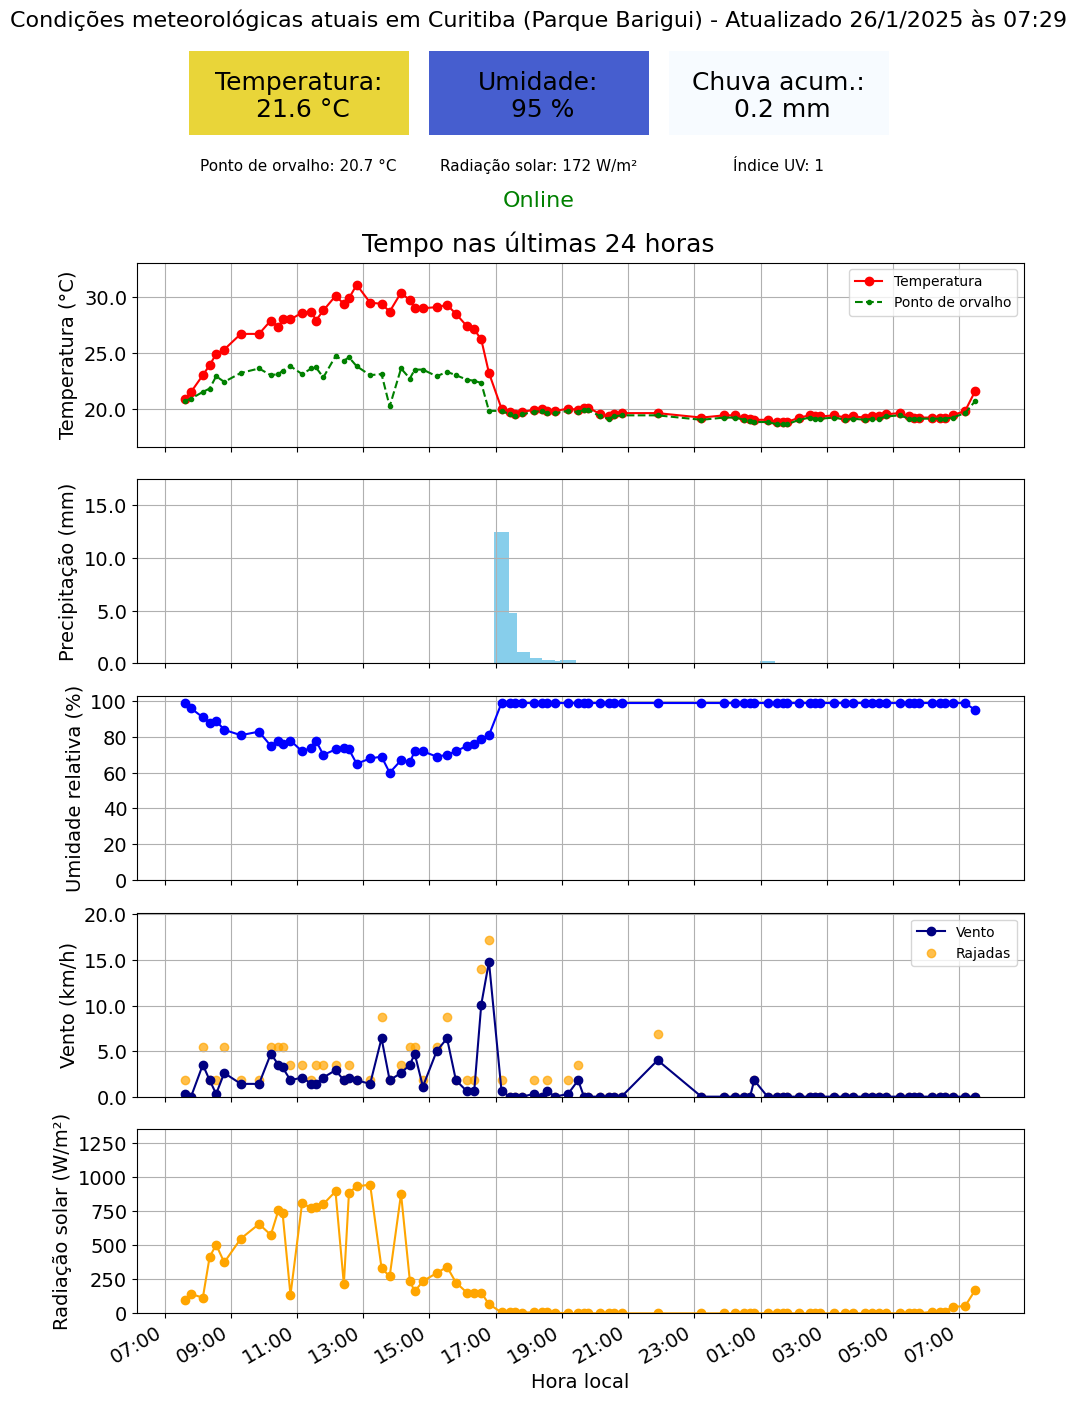 Condições meteorológicas atuais em Curitiba (Parque Barigui) - Atualizado 26/1/2025 às 07:29
Temperatura:
21.6 °C
Umidade:
95 %
Chuva acum.:
0.2 mm
Ponto de orvalho: 20.7 °C
Radiação solar: 172 W/m²
Índice UV: 1
Online
Tempo nas últimas 24 horas
Temperatura (°C)
30.0
25.0
20.0
Temperatura
Ponto de orvalho
Precipitação (mm)
15.0
10.0
5.0
0.0
Umidade relativa (%)
100
80
60
40
20
0
Vento (km/h)
20.0
15.0
10.0
5.0
0.0
Vento
Rajadas
Radiação solar (W/m²)
1250
1000
750
500
250
0
07:00
09:00
11:00
13:00
15:00
17:00
19:00
21:00
23:00
01:00
03:00
05:00
07:00
Hora local